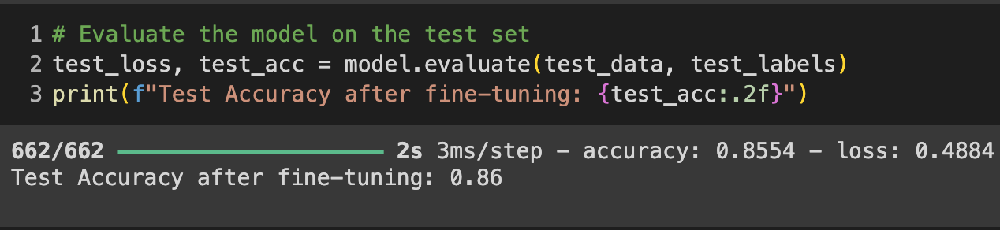 1 # Evaluate the model on the test set
2 test_loss, test_acc = model.evaluate(test_data, test_labels)
3 print(f"Test Accuracy after fine-tuning: {test_acc:.2f}")
662/662 ━━━━━━━━━━━━━━━━━━━━ 2s 3ms/step - accuracy: 0.8554 - loss: 0.4884
Test Accuracy after fine-tuning: 0.86